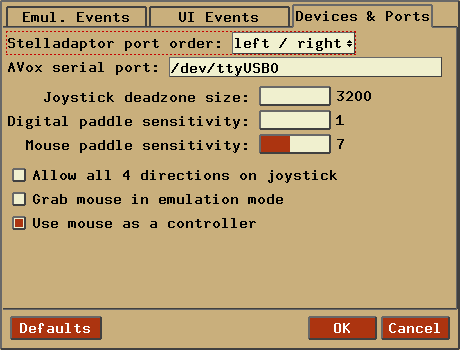 Emul. Events
UI Events
Devices & Ports
Stelladaptor port order: left / right
AVox serial port: /dev/ttyUSB0
Joystick deadzone size: 3200
Digital paddle sensitivity: 1
Mouse paddle sensitivity: 7
Allow all 4 directions on joystick
Grab mouse in emulation mode
Use mouse as a controller
Defaults
OK
Cancel